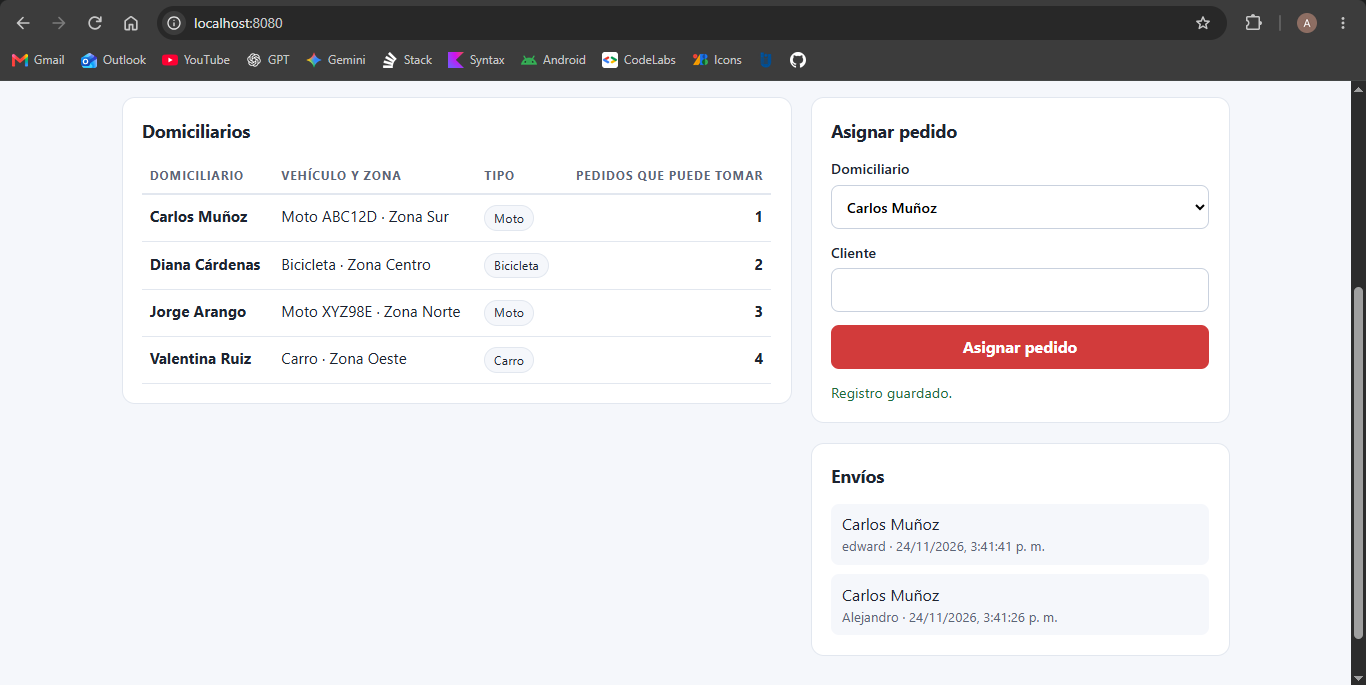 localhost:8080
A
Gmail Outlook YouTube GPT Gemini Stack Syntax Android CodeLabs Icons
Domiciliarios
DOMICILIARIO VEHÍCULO Y ZONA TIPO PEDIDOS QUE PUEDE TOMAR
Carlos Muñoz Moto ABC12D · Zona Sur Moto 1
Diana Cárdenas Bicicleta · Zona Centro Bicicleta 2
Jorge Arango Moto XYZ98E · Zona Norte Moto 3
Valentina Ruiz Carro · Zona Oeste Carro 4
Asignar pedido
Domiciliario
Carlos Muñoz
Cliente
Asignar pedido
Registro guardado.
Envíos
Carlos Muñoz
edward · 24/11/2026, 3:41:41 p. m.
Carlos Muñoz
Alejandro · 24/11/2026, 3:41:26 p. m.